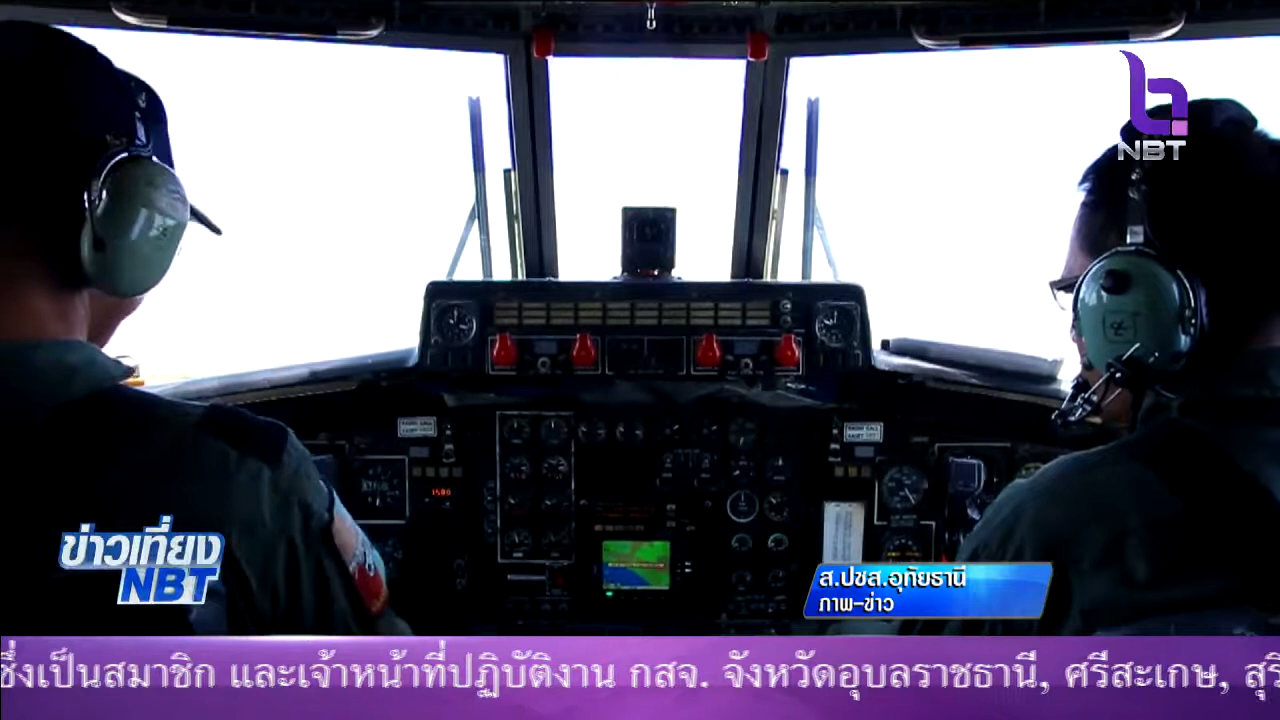 NBT
1580
ข่าวเที่ยง
NBT
ส.ปชส.อุทัยธานี
ภาพ-ข่าว
ซึ่งเป็นสมาชิก และเจ้าหน้าที่ปฏิบัติงาน กสจ. จังหวัดอุบลราชธานี, ศรีสะเกษ, สุริ